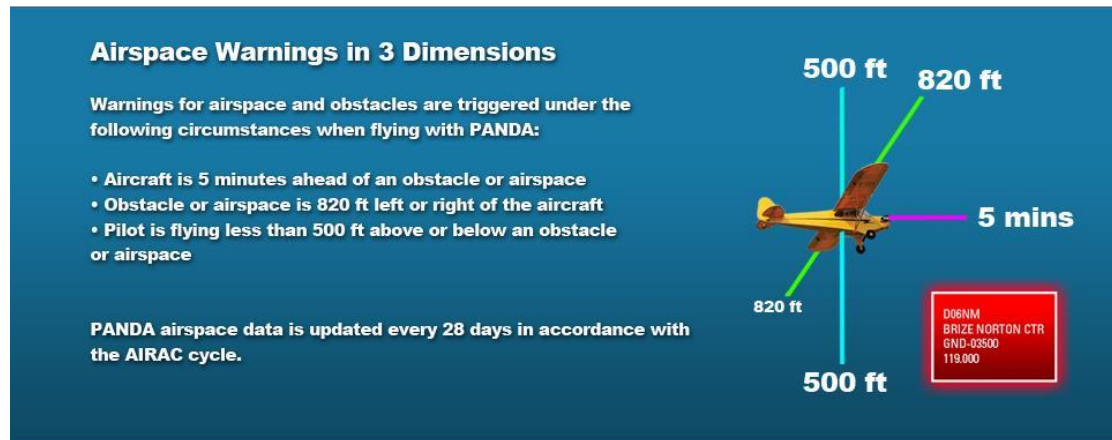 Airspace Warnings in 3 Dimensions
Warnings for airspace and obstacles are triggered under the
following circumstances when flying with PANDA:
• Aircraft is 5 minutes ahead of an obstacle or airspace
• Obstacle or airspace is 820 ft left or right of the aircraft
• Pilot is flying less than 500 ft above or below an obstacle
or airspace
PANDA airspace data is updated every 28 days in accordance with
the AIRAC cycle.
500 ft
820 ft
5 mins
820 ft
500 ft
D06NM
BRIZE NORTON CTR
GND-03500
119.000